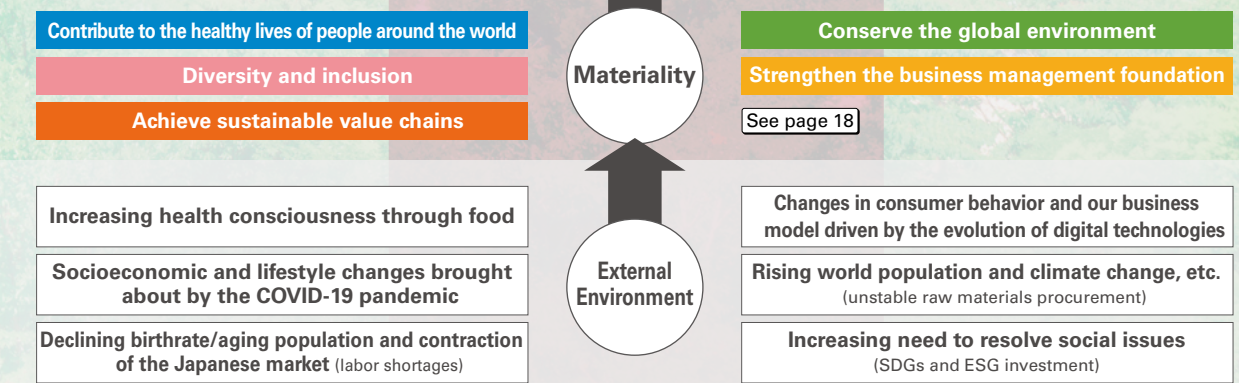 Contribute to the healthy lives of people around the world
Diversity and inclusion
Achieve sustainable value chains
Materiality
Conserve the global environment
Strengthen the business management foundation
See page 18
Increasing health consciousness through food
Socioeconomic and lifestyle changes brought
about by the COVID-19 pandemic
Declining birthrate/aging population and contraction
of the Japanese market (labor shortages)
External
Environment
Changes in consumer behavior and our business
model driven by the evolution of digital technologies
Rising world population and climate change, etc.
(unstable raw materials procurement)
Increasing need to resolve social issues
(SDGs and ESG investment)